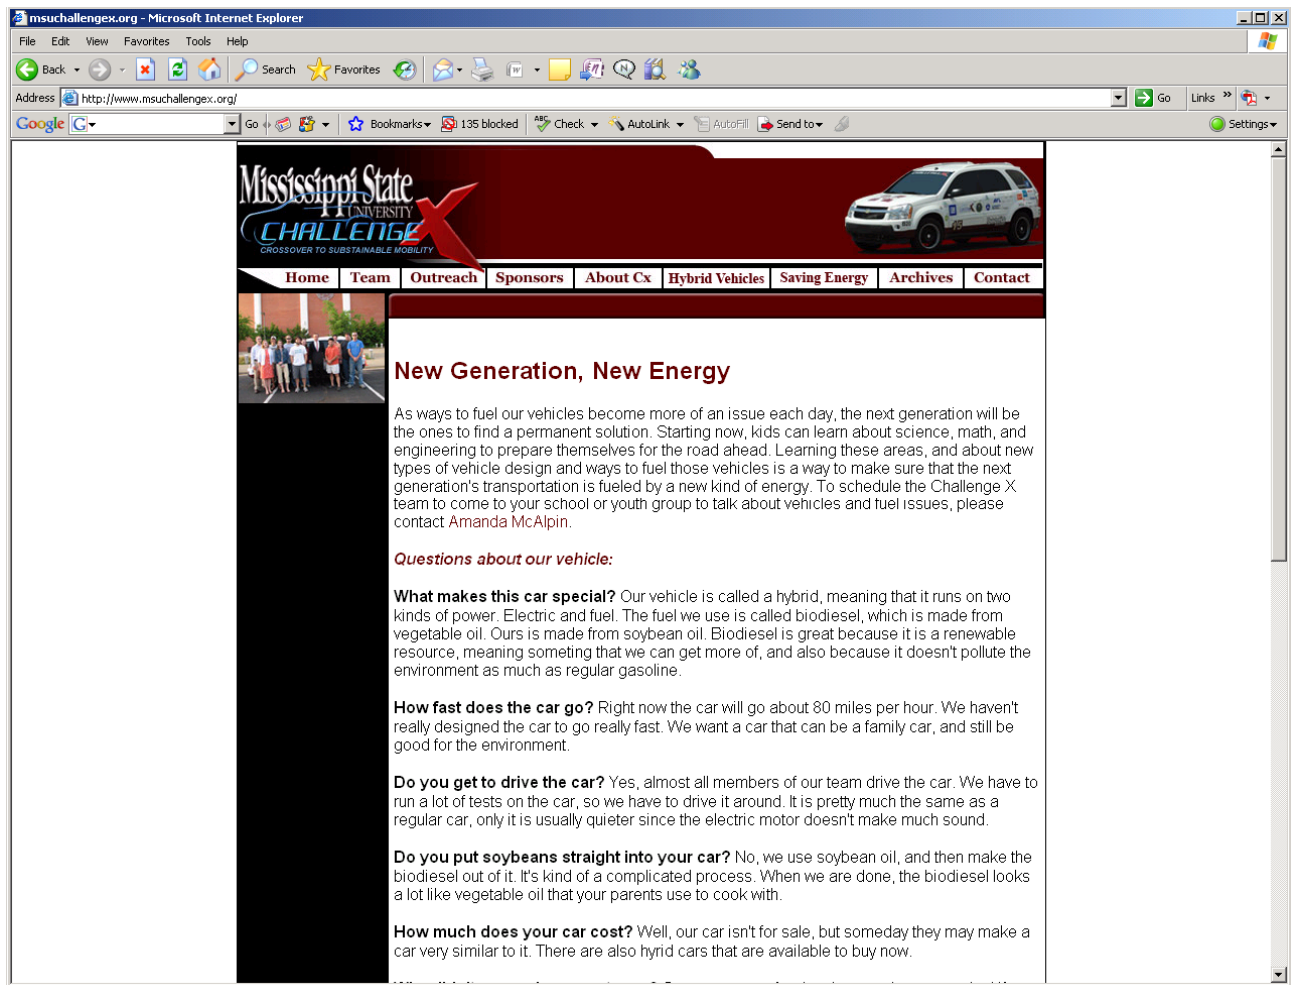 msuchallengex.org - Microsoft Internet Explorer
File Edit View Favorites Tools Help
Back Search Favorites
Address http://www.msuchallengex.org/ Go Links »
Google G Go Bookmarks 135 blocked ABC Check AutoLink AutoFill Send to Settings
Mississippi State
UNIVERSITY
CHALLENGE X
CROSSOVER TO SUBSTAINABLE MOBILITY
Home Team Outreach Sponsors About Cx Hybrid Vehicles Saving Energy Archives Contact
New Generation, New Energy
As ways to fuel our vehicles become more of an issue each day, the next generation will be
the ones to find a permanent solution. Starting now, kids can learn about science, math, and
engineering to prepare themselves for the road ahead. Learning these areas, and about new
types of vehicle design and ways to fuel those vehicles is a way to make sure that the next
generation's transportation is fueled by a new kind of energy. To schedule the Challenge X
team to come to your school or youth group to talk about vehicles and fuel issues, please
contact Amanda McAlpin.
Questions about our vehicle:
What makes this car special? Our vehicle is called a hybrid, meaning that it runs on two
kinds of power. Electric and fuel. The fuel we use is called biodiesel, which is made from
vegetable oil. Ours is made from soybean oil. Biodiesel is great because it is a renewable
resource, meaning someting that we can get more of, and also because it doesn't pollute the
environment as much as regular gasoline.
How fast does the car go? Right now the car will go about 80 miles per hour. We haven't
really designed the car to go really fast. We want a car that can be a family car, and still be
good for the environment.
Do you get to drive the car? Yes, almost all members of our team drive the car. We have to
run a lot of tests on the car, so we have to drive it around. It is pretty much the same as a
regular car, only it is usually quieter since the electric motor doesn't make much sound.
Do you put soybeans straight into your car? No, we use soybean oil, and then make the
biodiesel out of it. It's kind of a complicated process. When we are done, the biodiesel looks
a lot like vegetable oil that your parents use to cook with.
How much does your car cost? Well, our car isn't for sale, but someday they may make a
car very similar to it. There are also hyrid cars that are available to buy now.